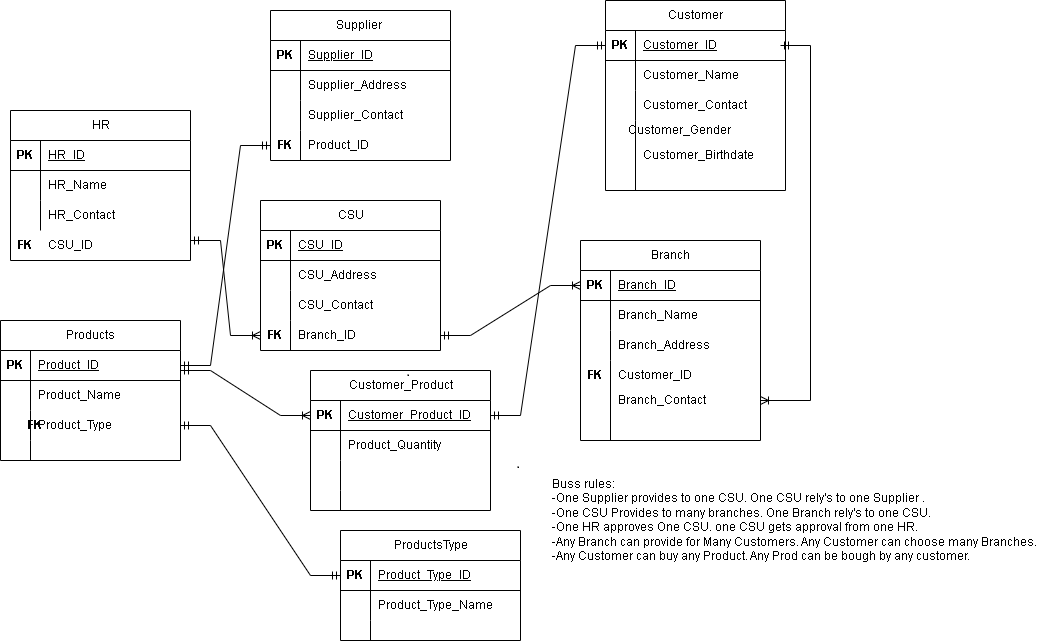 Supplier
PK Supplier_ID
Supplier_Address
Supplier_Contact
FK Product_ID
Customer
PK Customer_ID
Customer_Name
Customer_Contact
Customer_Gender
Customer_Birthdate
HR
PK HR_ID
HR_Name
HR_Contact
FK CSU_ID
CSU
PK CSU_ID
CSU_Address
CSU_Contact
FK Branch_ID
Branch
PK Branch_ID
Branch_Name
Branch_Address
FK Customer_ID
Branch_Contact
Products
PK Product_ID
Product_Name
FK Product_Type
Customer_Product
PK Customer_Product_ID
Product_Quantity
ProductsType
PK Product_Type_ID
Product_Type_Name
Buss rules:
-One Supplier provides to one CSU. One CSU rely's to one Supplier .
-One CSU Provides to many branches. One Branch rely's to one CSU.
-One HR approves One CSU. one CSU gets approval from one HR.
-Any Branch can provide for Many Customers. Any Customer can choose many Branches.
-Any Customer can buy any Product. Any Prod can be bough by any customer.